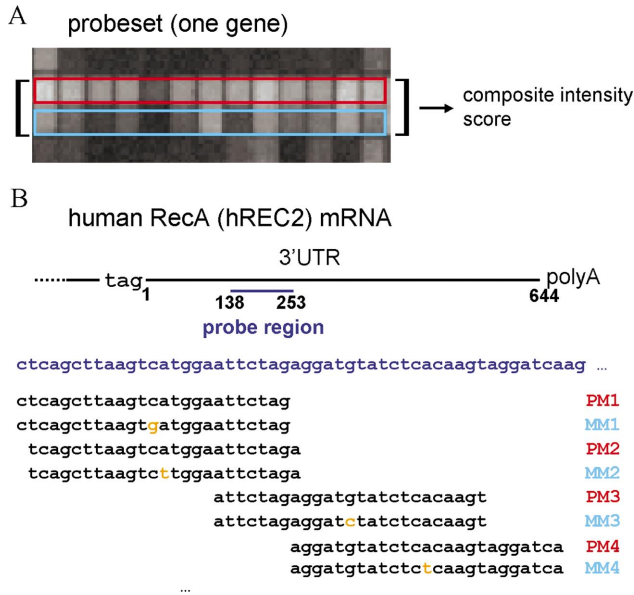 A
probeset (one gene)
composite intensity
score
B
human RecA (hREC2) mRNA
3'UTR
tag
polyA
1
138
253
644
probe region
ctcagcttaagtcatggaattctagaggatgtatctcacaagtaggatcaag ...
ctcagcttaagtcatggaattctag PM1
ctcagcttaagtgatggaattctag MM1
tcagcttaagtcatggaattctaga PM2
tcagcttaagtcttggaattctaga MM2
attctagaggatgtatctcacaagt PM3
attctagaggatctatctcacaagt MM3
aggatgtatctcacaagtaggatca PM4
aggatgtatctctcaagtaggatca MM4
...